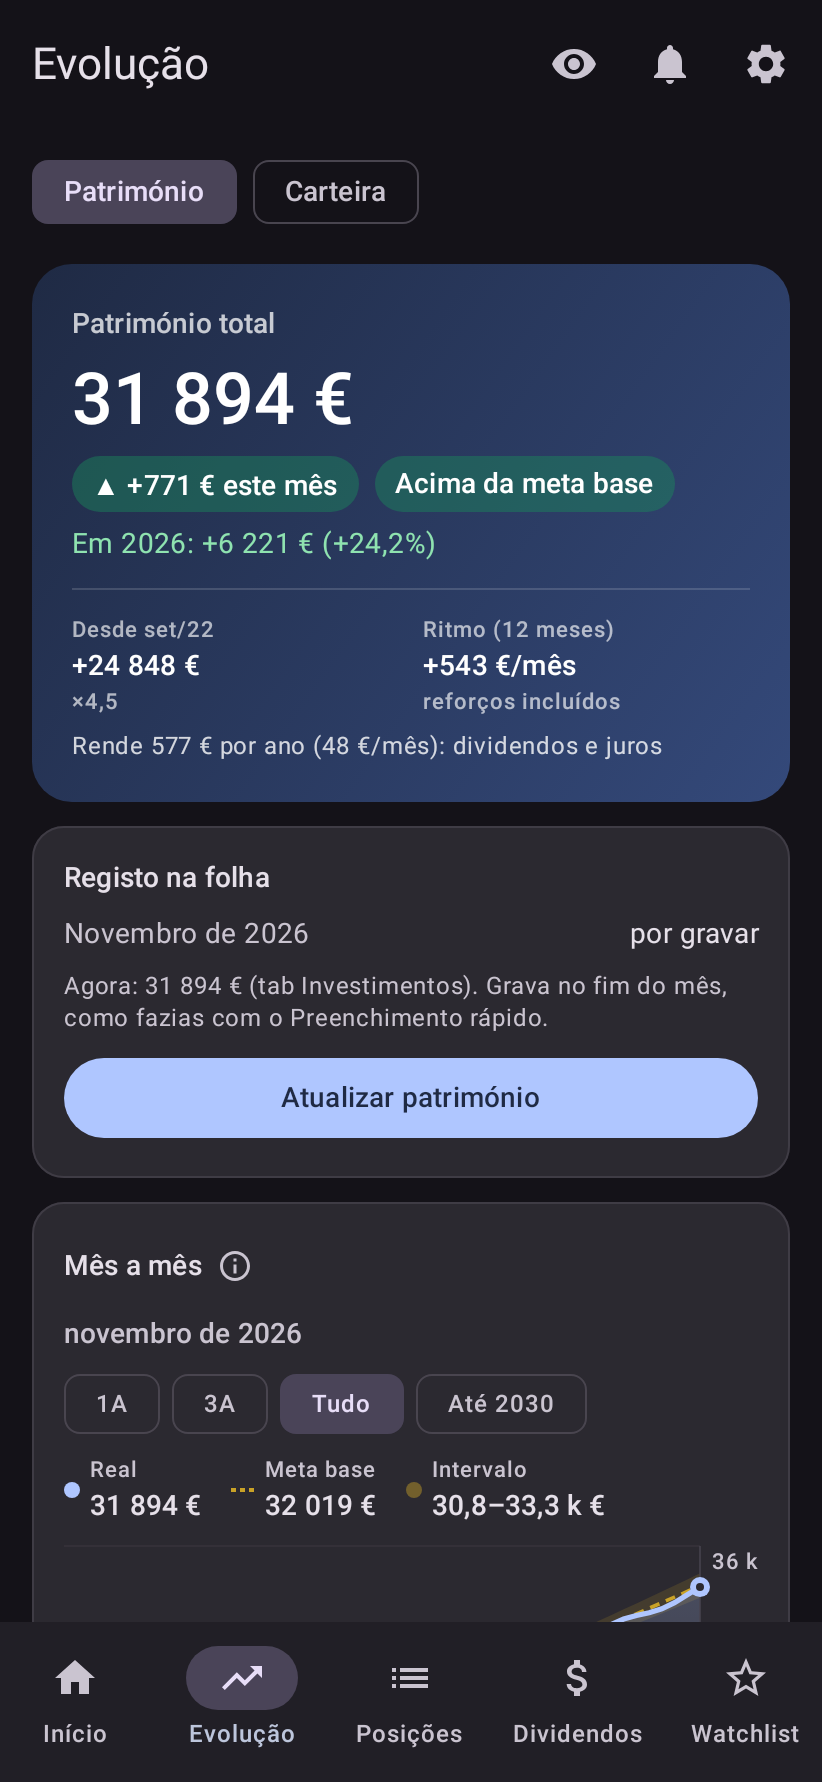 Evolução
Património
Carteira
Património total
31 894 €
▲ +771 € este mês
Acima da meta base
Em 2026: +6 221 € (+24,2%)
Desde set/22
Ritmo (12 meses)
+24 848 €
+543 €/mês
×4,5
reforços incluídos
Rende 577 € por ano (48 €/mês): dividendos e juros
Registo na folha
Novembro de 2026
por gravar
Agora: 31 894 € (tab Investimentos). Grava no fim do mês,
como fazias com o Preenchimento rápido.
Atualizar património
Mês a mês
novembro de 2026
1A
3A
Tudo
Até 2030
Real
Meta base
Intervalo
31 894 €
32 019 €
30,8–33,3 k €
36 k
Início
Evolução
Posições
Dividendos
Watchlist